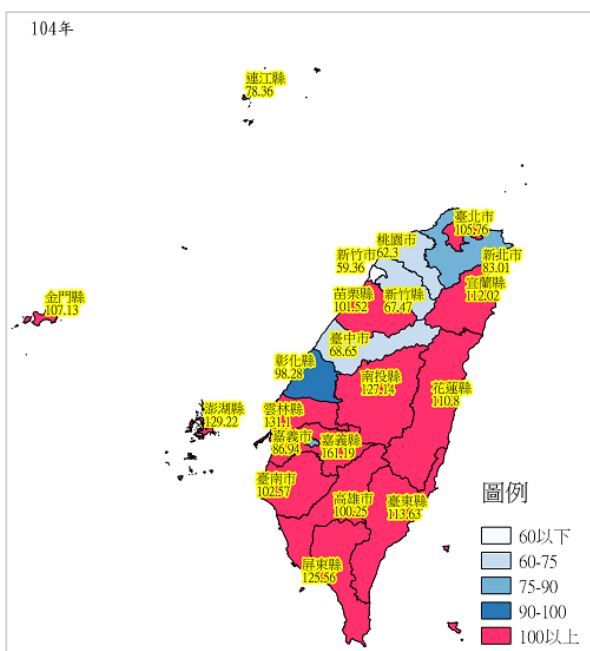 104年
連江縣
78.36
臺北市
105.76
桃園市
62.3
新竹市
59.36
新北市
83.01
宜蘭縣
112.02
金門縣
107.13
苗栗縣
101.52
新竹縣
67.47
臺中市
68.65
彰化縣
98.28
南投縣
127.14
花蓮縣
110.8
澎湖縣
129.22
雲林縣
131.1
嘉義市
86.94
嘉義縣
161.19
臺南市
102.57
高雄市
100.25
臺東縣
113.63
屏東縣
125.56
圖例
60以下
60-75
75-90
90-100
100以上